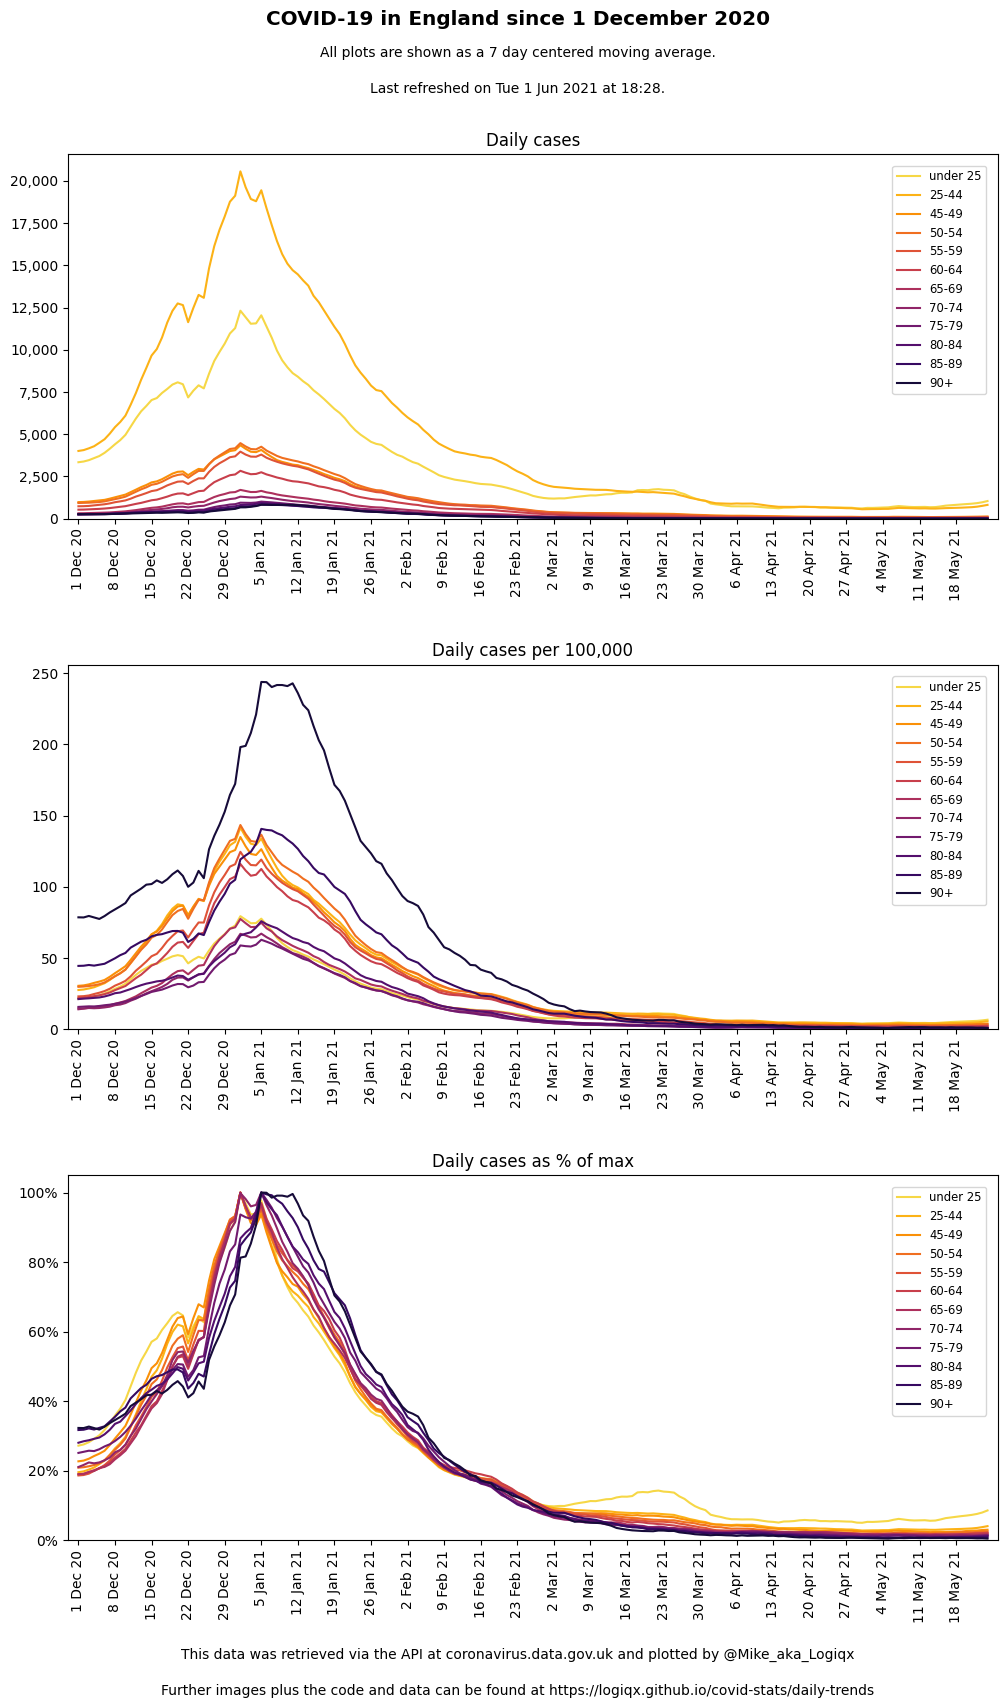 COVID-19 in England since 1 December 2020
All plots are shown as a 7 day centered moving average.
Last refreshed on Tue 1 Jun 2021 at 18:28.
Daily cases
20,000
17,500
15,000
12,500
10,000
7,500
5,000
2,500
0
under 25
25-44
45-49
50-54
55-59
60-64
65-69
70-74
75-79
80-84
85-89
90+
1 Dec 20
8 Dec 20
15 Dec 20
22 Dec 20
29 Dec 20
5 Jan 21
12 Jan 21
19 Jan 21
26 Jan 21
2 Feb 21
9 Feb 21
16 Feb 21
23 Feb 21
2 Mar 21
9 Mar 21
16 Mar 21
23 Mar 21
30 Mar 21
6 Apr 21
13 Apr 21
20 Apr 21
27 Apr 21
4 May 21
11 May 21
18 May 21
Daily cases per 100,000
250
200
150
100
50
0
under 25
25-44
45-49
50-54
55-59
60-64
65-69
70-74
75-79
80-84
85-89
90+
1 Dec 20
8 Dec 20
15 Dec 20
22 Dec 20
29 Dec 20
5 Jan 21
12 Jan 21
19 Jan 21
26 Jan 21
2 Feb 21
9 Feb 21
16 Feb 21
23 Feb 21
2 Mar 21
9 Mar 21
16 Mar 21
23 Mar 21
30 Mar 21
6 Apr 21
13 Apr 21
20 Apr 21
27 Apr 21
4 May 21
11 May 21
18 May 21
Daily cases as % of max
100%
80%
60%
40%
20%
0%
under 25
25-44
45-49
50-54
55-59
60-64
65-69
70-74
75-79
80-84
85-89
90+
1 Dec 20
8 Dec 20
15 Dec 20
22 Dec 20
29 Dec 20
5 Jan 21
12 Jan 21
19 Jan 21
26 Jan 21
2 Feb 21
9 Feb 21
16 Feb 21
23 Feb 21
2 Mar 21
9 Mar 21
16 Mar 21
23 Mar 21
30 Mar 21
6 Apr 21
13 Apr 21
20 Apr 21
27 Apr 21
4 May 21
11 May 21
18 May 21
This data was retrieved via the API at coronavirus.data.gov.uk and plotted by @Mike_aka_Logiqx
Further images plus the code and data can be found at https://logiqx.github.io/covid-stats/daily-trends